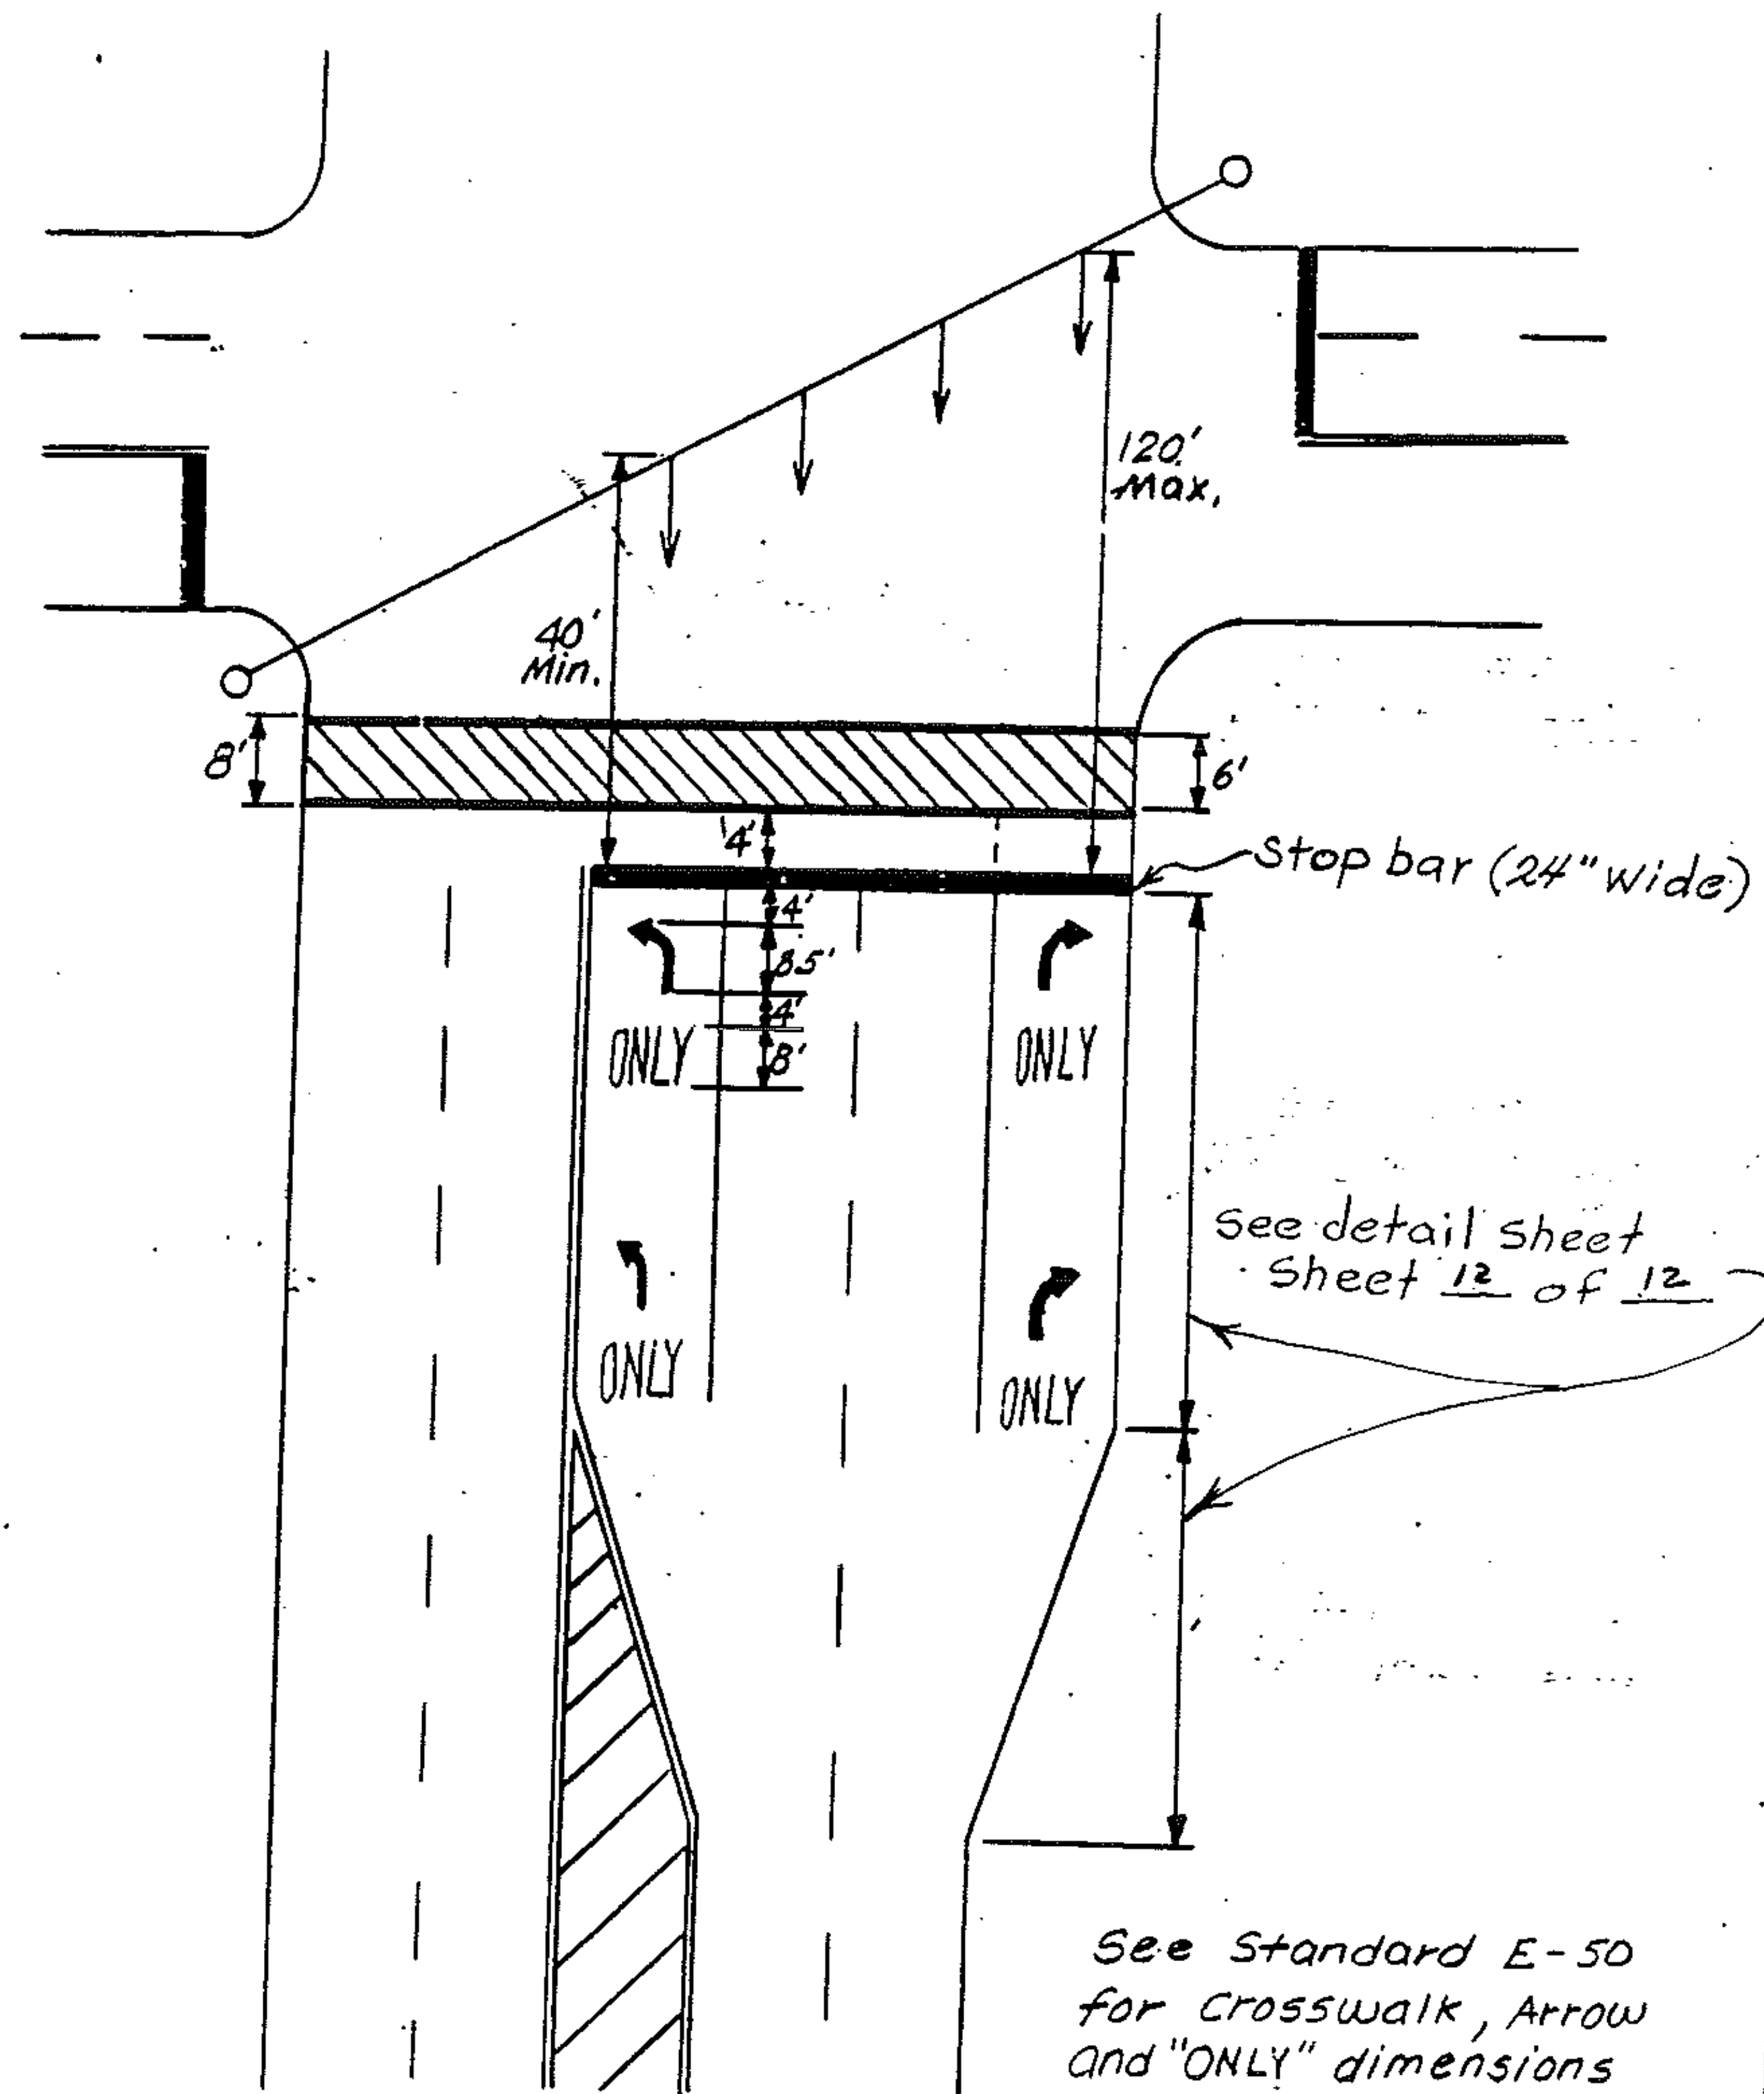 120'
Max.
40'
Min.
8'
6'
4'
Stop bar (24" wide)
4'
8.5'
4'
ONLY
ONLY
8'
See detail sheet
Sheet 12 of 12
ONLY
ONLY
See Standard E-50
for Crosswalk, Arrow
and "ONLY" dimensions